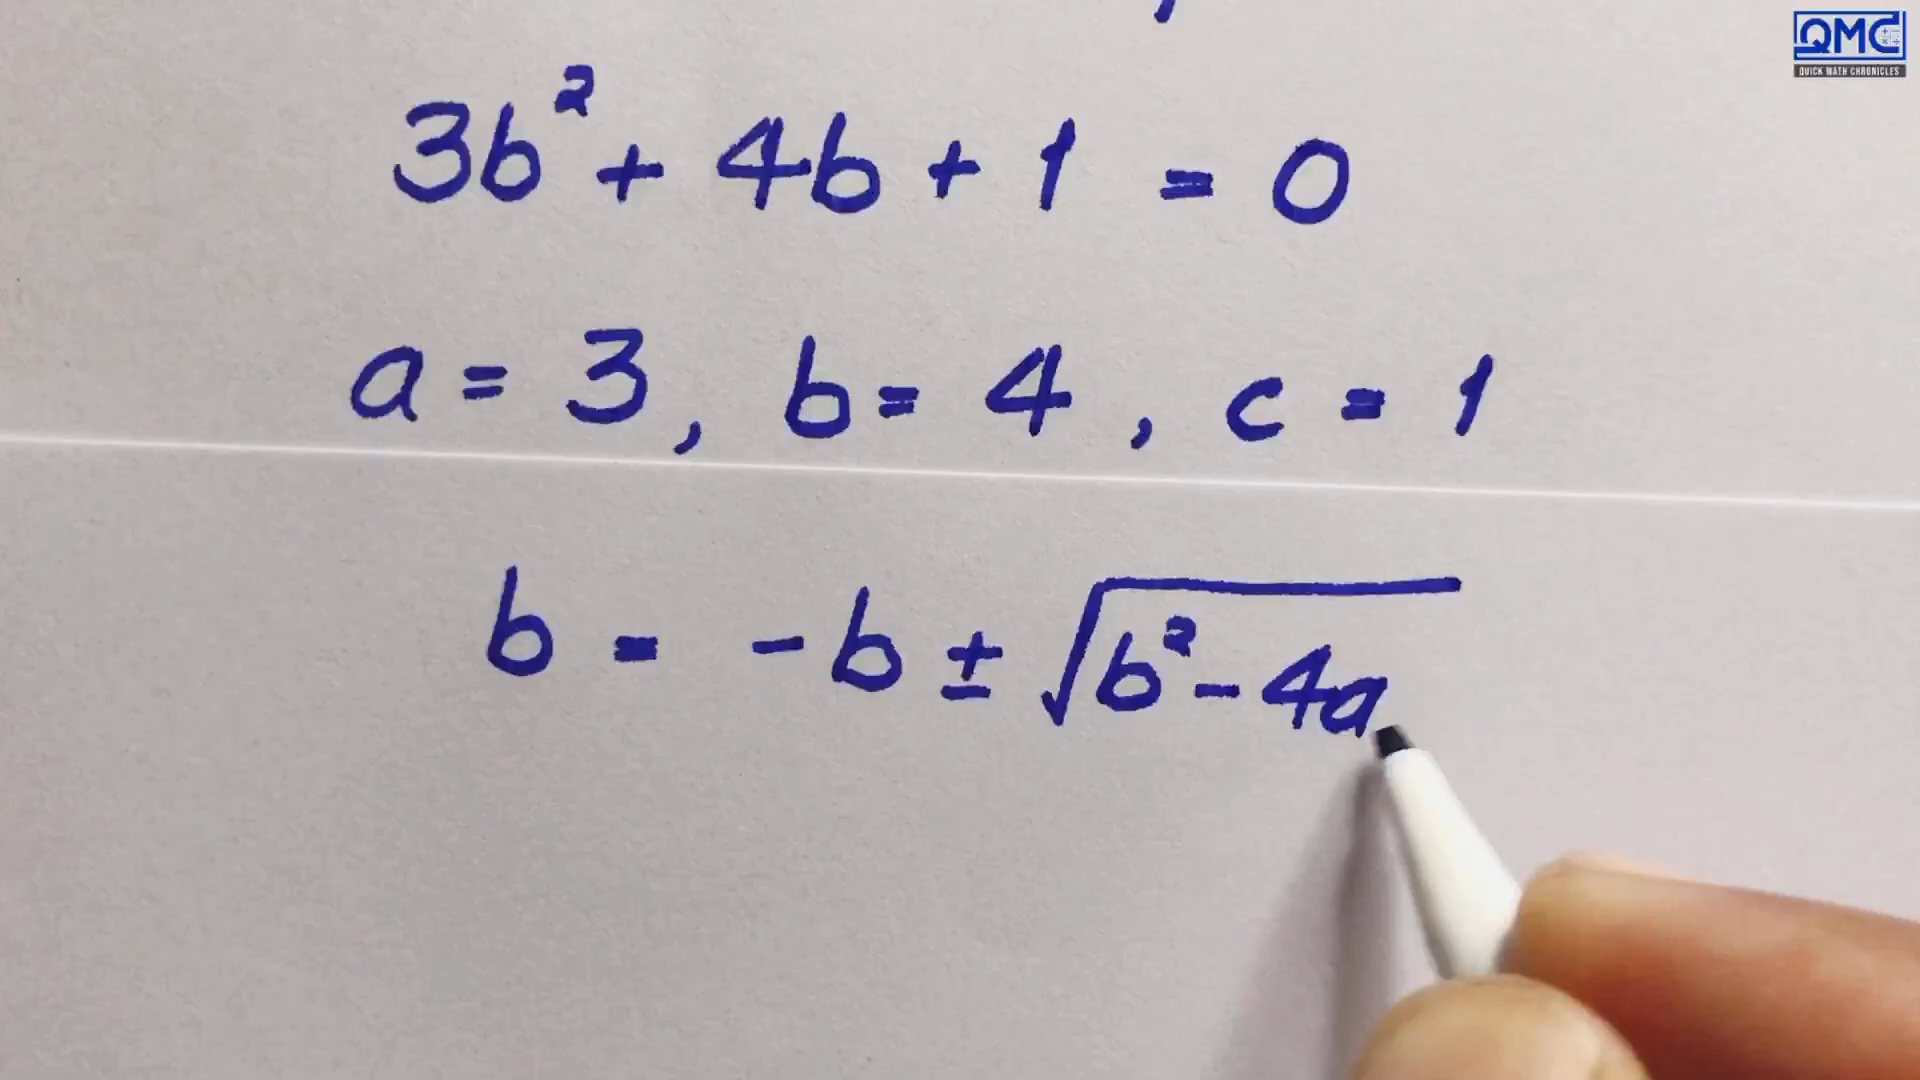 QMC
QUICK MATH CHRONICLES
3b² + 4b + 1 = 0
a = 3, b = 4, c = 1
b = -b ± √b² - 4a